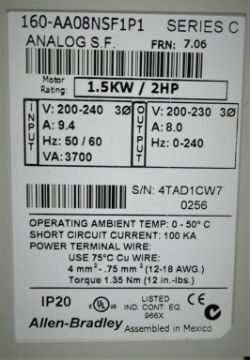 160-AA08NSF1P1 SERIES C
ANALOG S.F. FRN: 7.06
Motor Rating: 1.5KW / 2HP
INPUT
V: 200-240 3Ø
A: 9.4
Hz: 50 / 60
VA: 3700
OUTPUT
V: 200-230 3Ø
A: 8.0
Hz: 0-240
S/N: 4TAD1CW7
0256
OPERATING AMBIENT TEMP: 0 - 50° C
SHORT CIRCUIT CURRENT: 100 KA
POWER TERMINAL WIRE:
USE 75°C Cu WIRE
4 mm² - .75 mm² (12-18 AWG.)
Torque 1.35 Nm (12 in.-lbs.)
IP20 C UL US LISTED IND. CONT. EQ. 966X CE
Allen-Bradley Assembled in Mexico